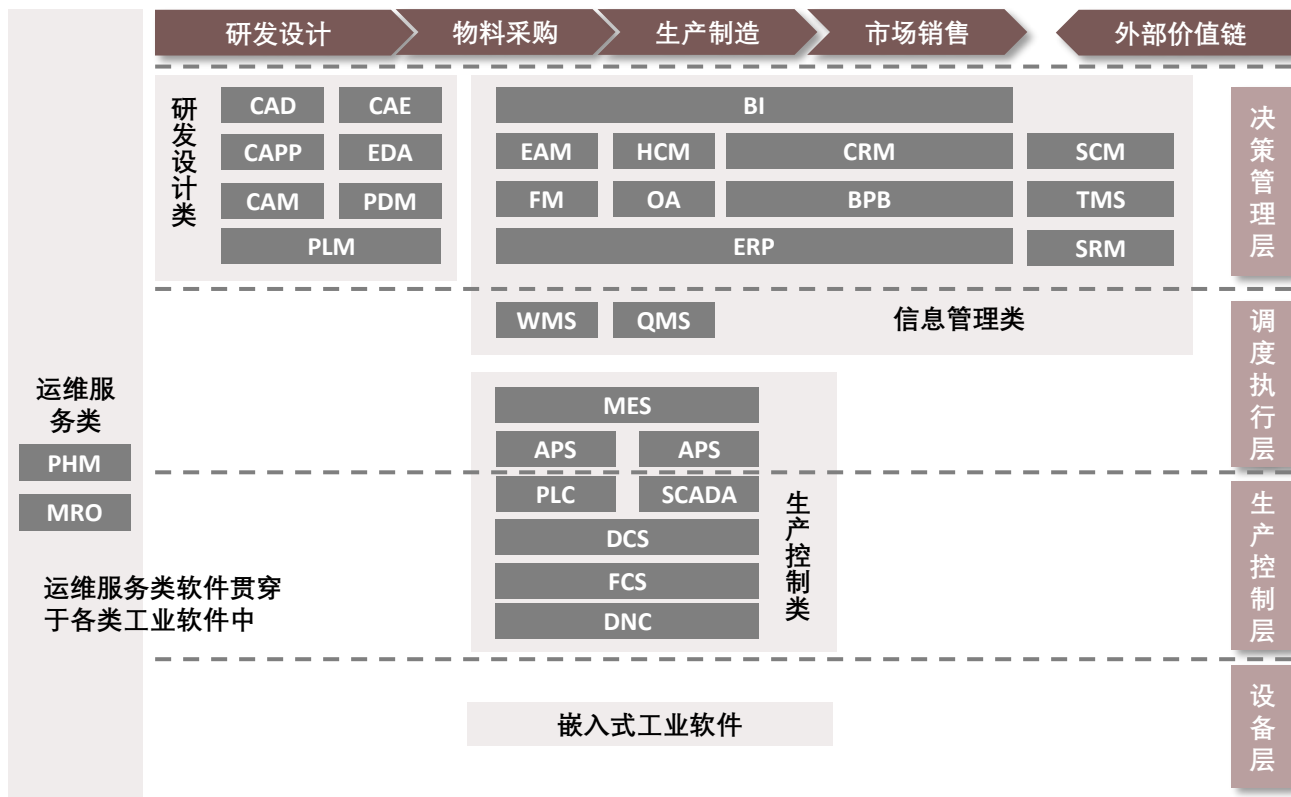 研发设计
物料采购
生产制造
市场销售
外部价值链
研发设计类
CAD
CAE
CAPP
EDA
CAM
PDM
PLM
BI
EAM
HCM
CRM
SCM
FM
OA
BPB
TMS
ERP
SRM
WMS
QMS
信息管理类
决策管理层
调度执行层
运维服
务类
PHM
MRO
运维服务类软件贯穿
于各类工业软件中
MES
APS
APS
PLC
SCADA
DCS
FCS
DNC
生产控制类
生产控制层
嵌入式工业软件
设备层